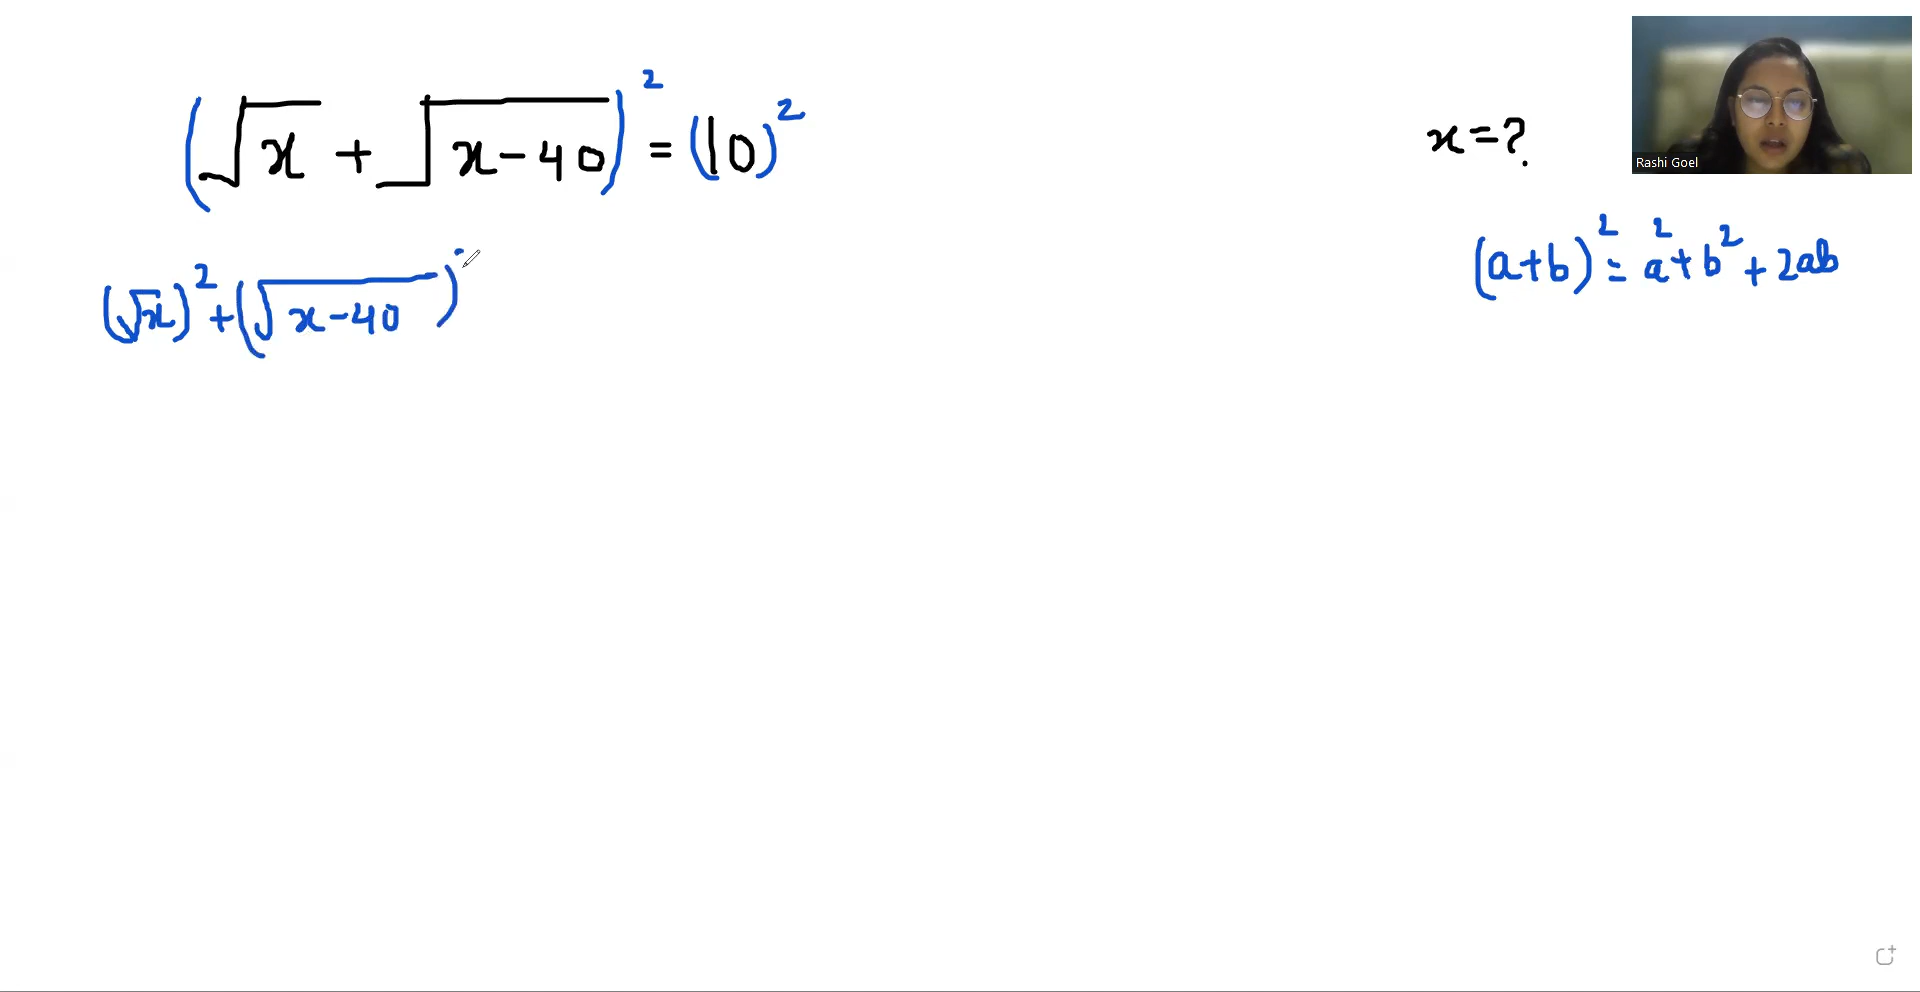 (√x + √x-40)² = (10)²
x=?
Rashi Goel
(a+b)² = a²+b²+2ab
(√x)²+(√x-40)